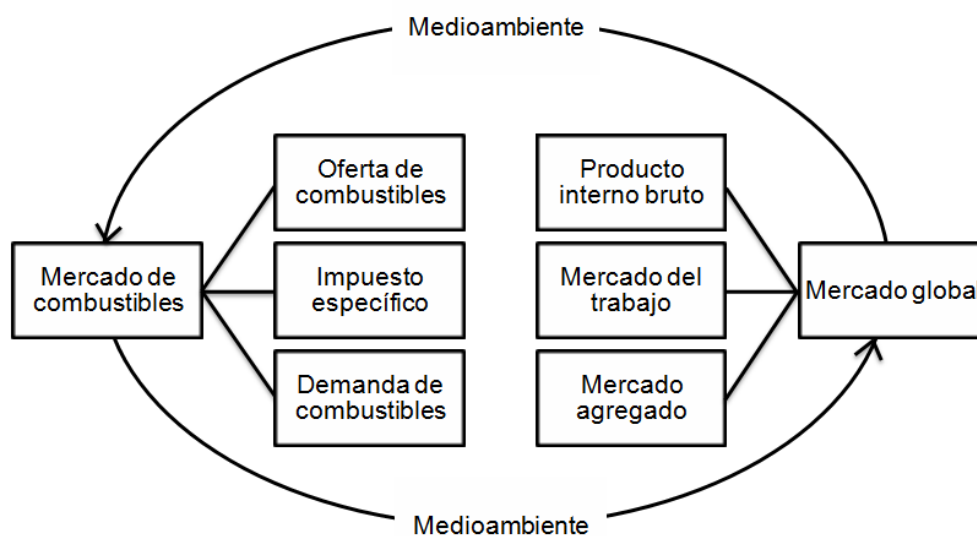 Medioambiente
Oferta de
combustibles
Producto
interno bruto
Mercado de
combustibles
Impuesto
específico
Mercado del
trabajo
Mercado global
Demanda de
combustibles
Mercado
agregado
Medioambiente